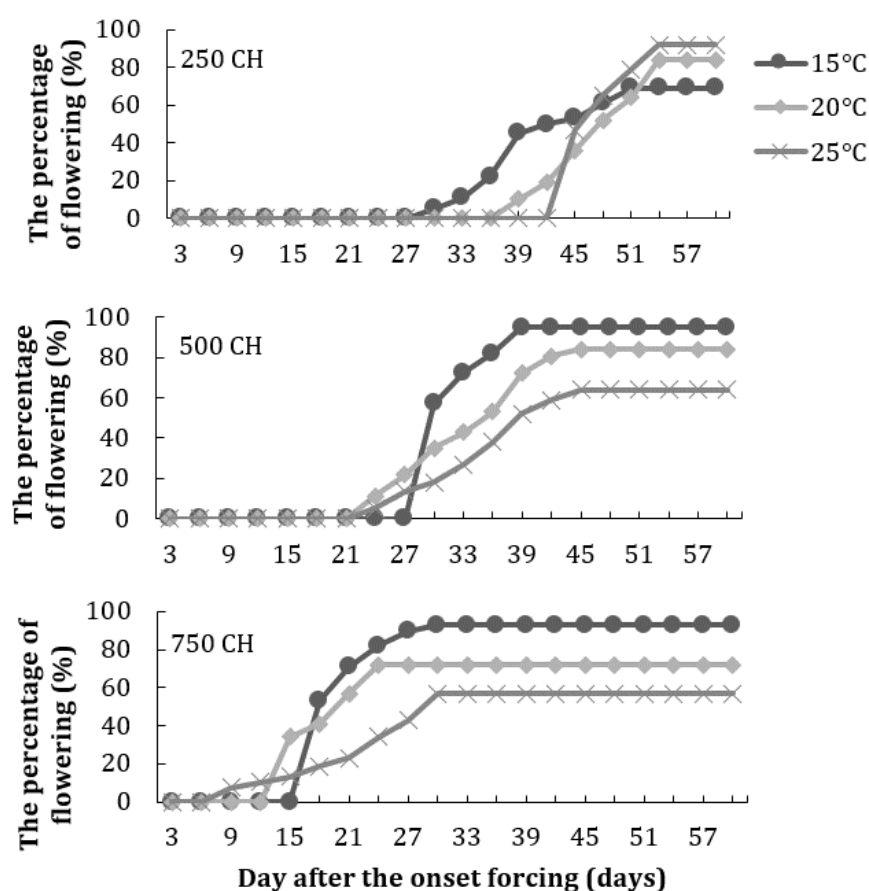 The percentage
of flowering (%)
100
80
60
40
20
0
250 CH
3 9 15 21 27 33 39 45 51 57
15°C
20°C
25°C
The percentage
of flowering (%)
100
80
60
40
20
0
500 CH
3 9 15 21 27 33 39 45 51 57
The percentage of
flowering (%)
100
80
60
40
20
0
750 CH
3 9 15 21 27 33 39 45 51 57
Day after the onset forcing (days)